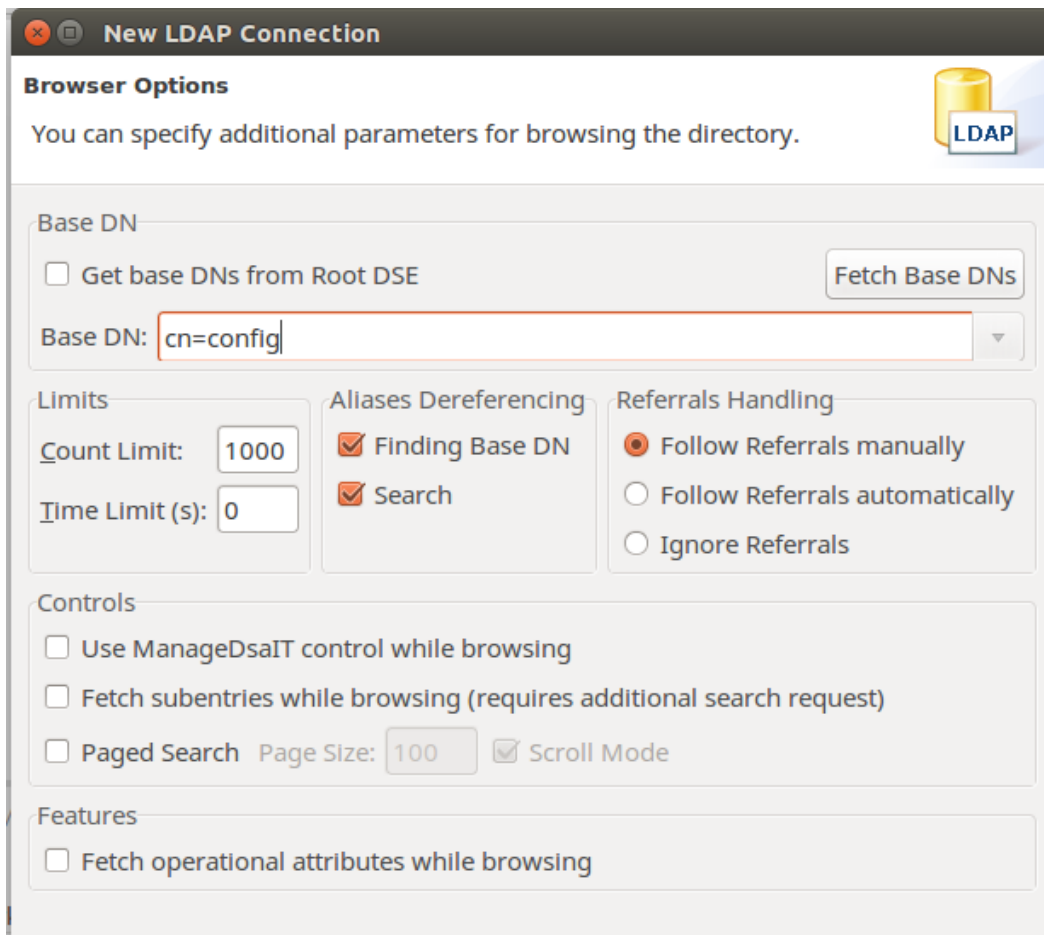 New LDAP Connection
Browser Options
You can specify additional parameters for browsing the directory.
LDAP
Base DN
Get base DNs from Root DSE
Fetch Base DNs
Base DN: cn=config
Limits
Count Limit: 1000
Time Limit (s): 0
Aliases Dereferencing
Finding Base DN
Search
Referrals Handling
Follow Referrals manually
Follow Referrals automatically
Ignore Referrals
Controls
Use ManageDsaIT control while browsing
Fetch subentries while browsing (requires additional search request)
Paged Search Page Size: 100 Scroll Mode
Features
Fetch operational attributes while browsing